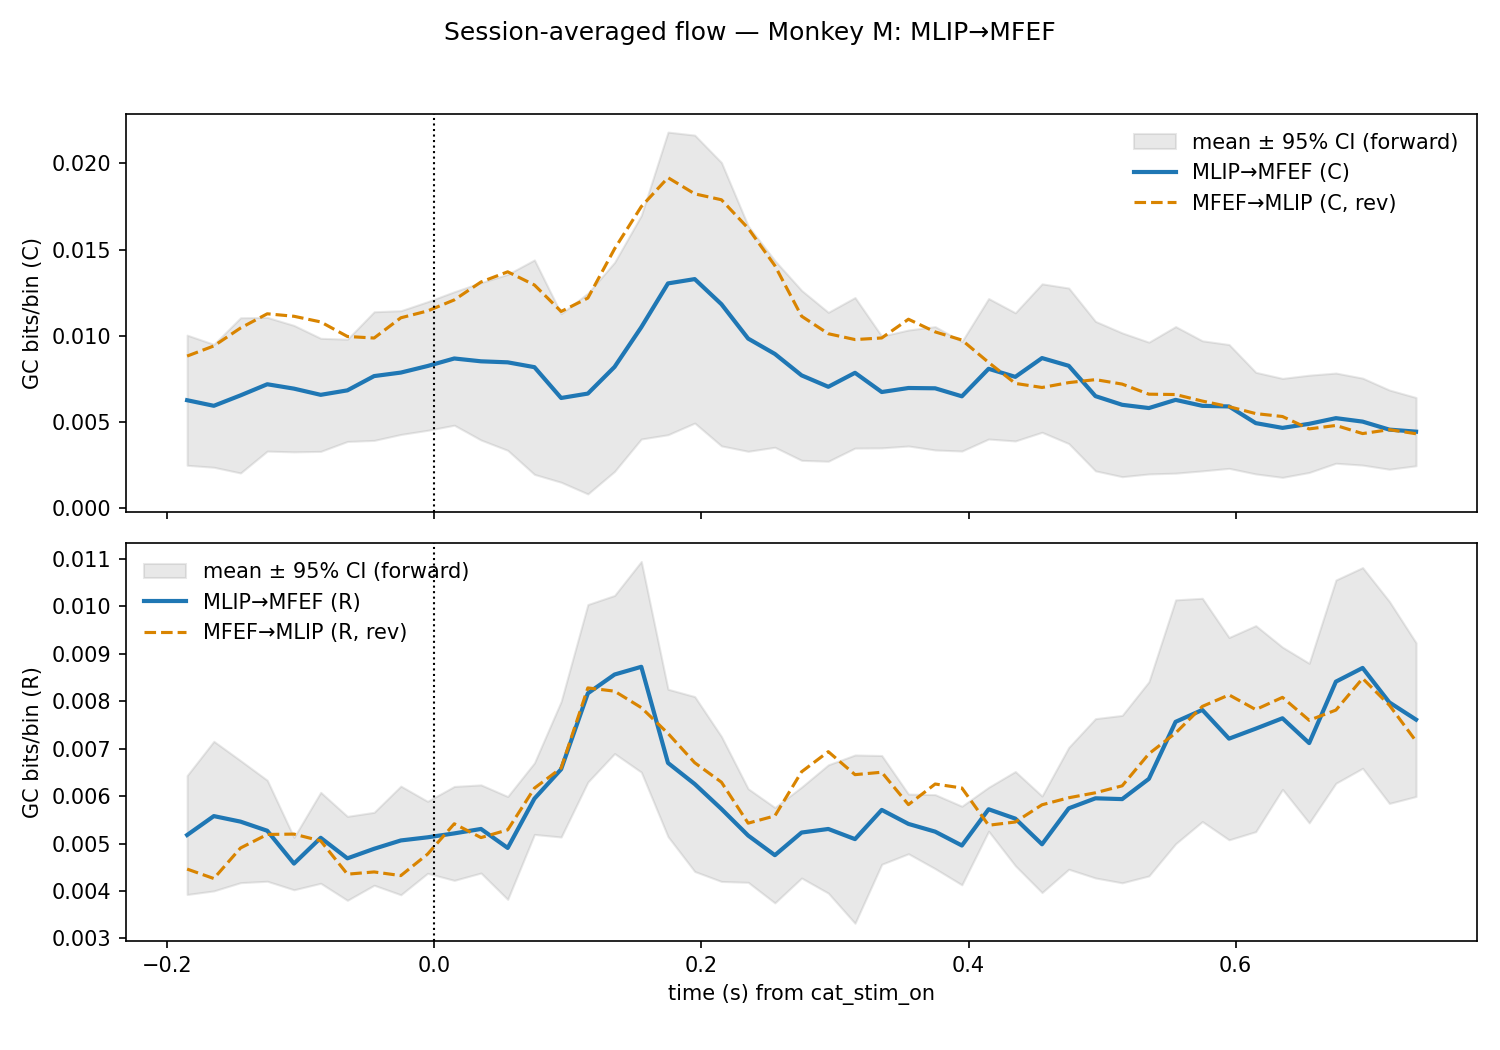 Session-averaged flow — Monkey M: MLIP→MFEF
GC bits/bin (C)
0.020
0.015
0.010
0.005
0.000
mean ± 95% CI (forward)
MLIP→MFEF (C)
MFEF→MLIP (C, rev)
GC bits/bin (R)
0.011
0.010
0.009
0.008
0.007
0.006
0.005
0.004
0.003
mean ± 95% CI (forward)
MLIP→MFEF (R)
MFEF→MLIP (R, rev)
−0.2 0.0 0.2 0.4 0.6
time (s) from cat_stim_on